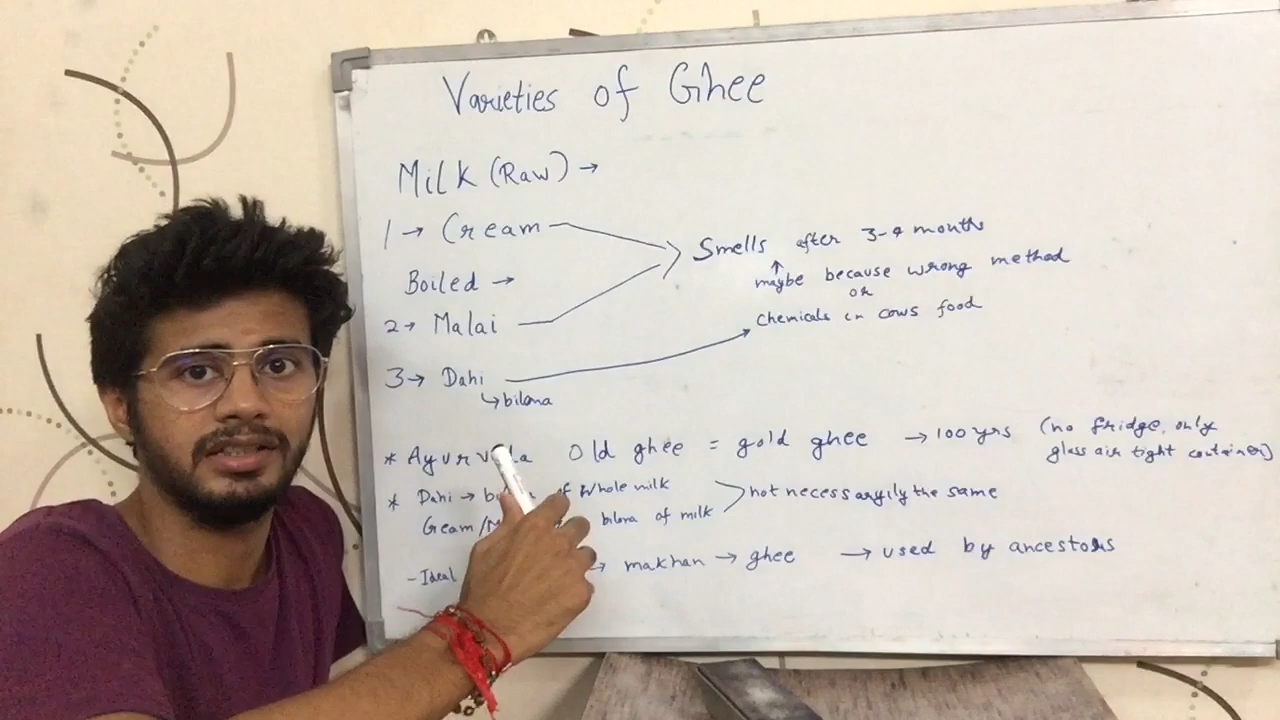 Varieties of Ghee
Milk (Raw) →
1 → Cream
Smells after 3-4 months
↑
maybe because wrong method
or
chemicals in cows food
Boiled →
2 → Malai
3 → Dahi
↳ bilona
* Ayurv da Old ghee = gold ghee → 100 yrs (no fridge, only
glass air tight container)
* Dahi → of whole milk
Cream/M bilona of milk
not necessaryily the same
- Ideal → makhan → ghee → used by ancestors